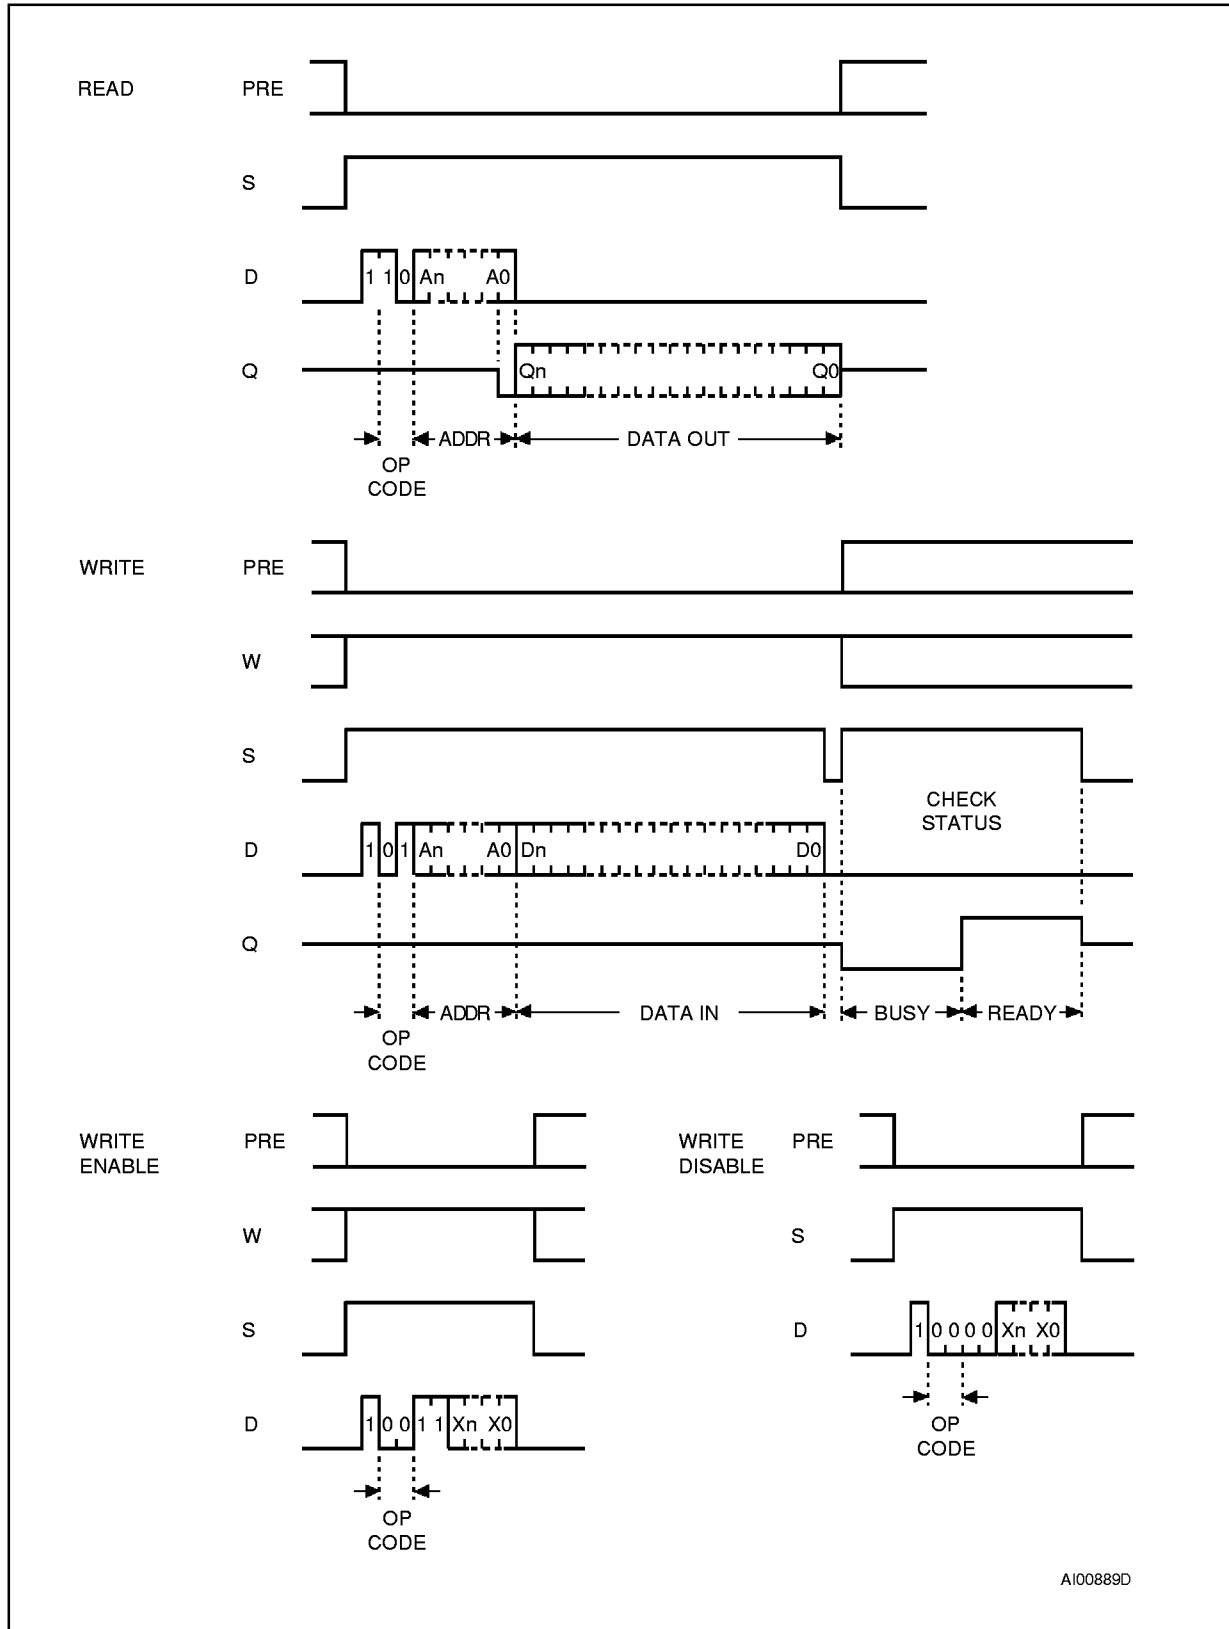 READ PRE
S
D 1 1 0 An A0
Q Qn Q0
ADDR DATA OUT
OP
CODE
WRITE PRE
W
S
CHECK
STATUS
D 1 0 1 An A0 Dn D0
Q
ADDR DATA IN BUSY READY
OP
CODE
WRITE PRE
ENABLE
W
S
D 1 0 0 1 1 Xn X0
OP
CODE
WRITE PRE
DISABLE
S
D 1 0 0 0 0 Xn X0
OP
CODE
AI00889D